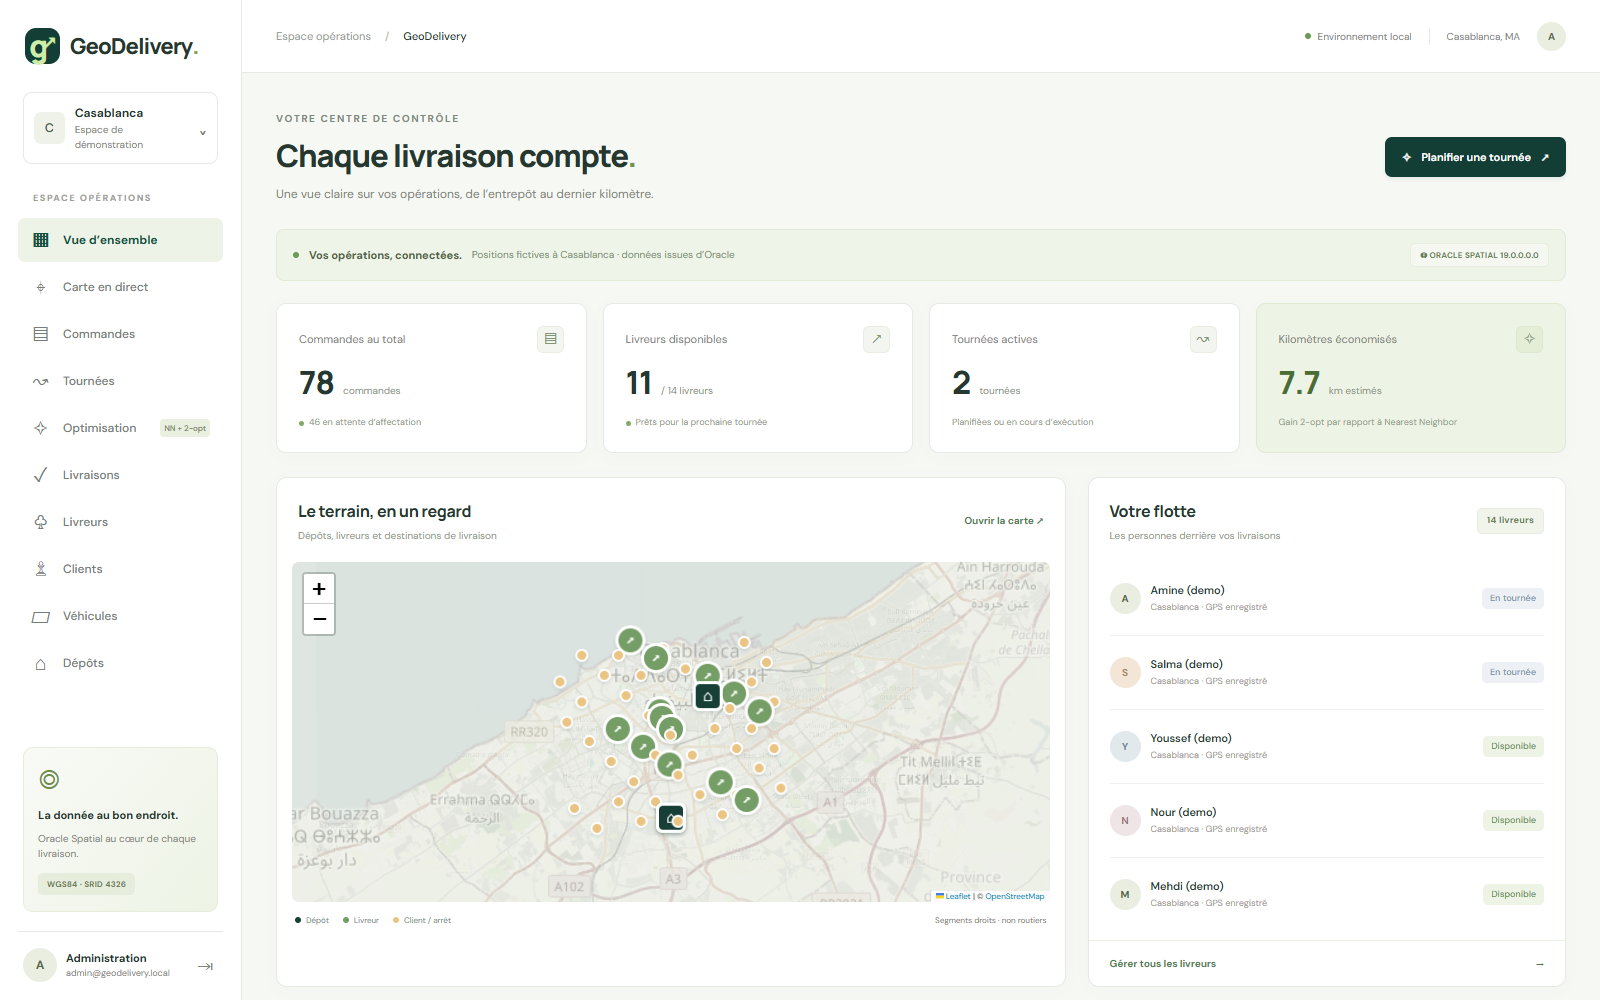 GeoDelivery.
C
Casablanca
Espace de
démonstration
ESPACE OPÉRATIONS
Vue d’ensemble
Carte en direct
Commandes
Tournées
Optimisation
NN + 2-opt
Livraisons
Livreurs
Clients
Véhicules
Dépôts
La donnée au bon endroit.
Oracle Spatial au cœur de chaque
livraison.
WGS84 · SRID 4326
A
Administration
admin@geodelivery.local
Espace opérations / GeoDelivery
Environnement local
Casablanca, MA
A
VOTRE CENTRE DE CONTRÔLE
Chaque livraison compte.
Une vue claire sur vos opérations, de l’entrepôt au dernier kilomètre.
Planifier une tournée ↗
Vos opérations, connectées. Positions fictives à Casablanca · données issues d’Oracle
ORACLE SPATIAL 19.0.0.0.0
Commandes au total
78 commandes
46 en attente d’affectation
Livreurs disponibles
11 / 14 livreurs
Prêts pour la prochaine tournée
Tournées actives
2 tournées
Planifiées ou en cours d’exécution
Kilomètres économisés
7.7 km estimés
Gain 2-opt par rapport à Nearest Neighbor
Le terrain, en un regard
Dépôts, livreurs et destinations de livraison
Ouvrir la carte ↗
+
−
Ain Harrouda
عين حرودة
ablanca
RR320
Tit Mellil ⵜⵉⵟ
تيط مليل
Errahma
الرحمة
ar Bouazza
دار بوعزة
A1
A3
A102
Province
Leaflet | © OpenStreetMap
Dépôt
Livreur
Client / arrêt
Segments droits · non routiers
Votre flotte
Les personnes derrière vos livraisons
14 livreurs
A
Amine (demo)
Casablanca · GPS enregistré
En tournée
S
Salma (demo)
Casablanca · GPS enregistré
En tournée
Y
Youssef (demo)
Casablanca · GPS enregistré
Disponible
N
Nour (demo)
Casablanca · GPS enregistré
Disponible
M
Mehdi (demo)
Casablanca · GPS enregistré
Disponible
Gérer tous les livreurs →